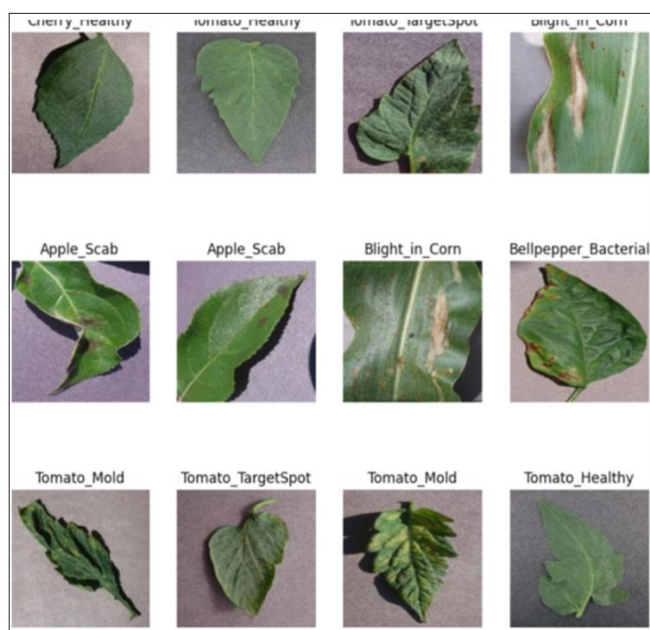 Cherry_Healthy
Tomato_Healthy
Tomato_TargetSpot
Blight_in_Corn
Apple_Scab
Apple_Scab
Blight_in_Corn
Bellpepper_Bacterial
Tomato_Mold
Tomato_TargetSpot
Tomato_Mold
Tomato_Healthy